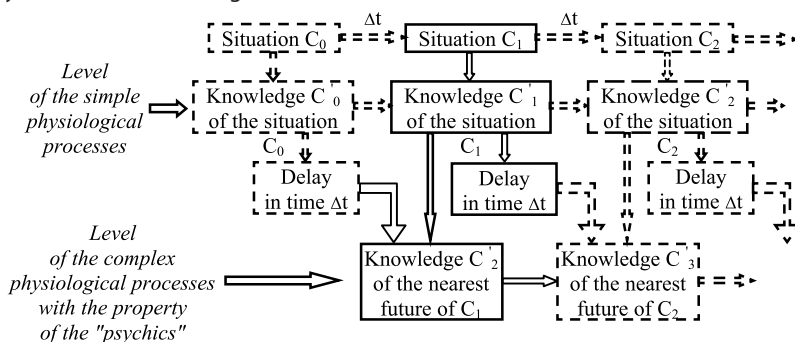 Δt
Δt
Situation C₀
Situation C₁
Situation C₂
Level
of the simple
physiological
processes
Knowledge C'₀
of the situation
Knowledge C'₁
of the situation
Knowledge C'₂
of the situation
C₀
C₁
C₂
Delay
in time Δt
Delay
in time Δt
Delay
in time Δt
Level
of the complex
physiological processes
with the property
of the "psychics"
Knowledge C'₂
of the nearest
future of C₁
Knowledge C'₃
of the nearest
future of C₂